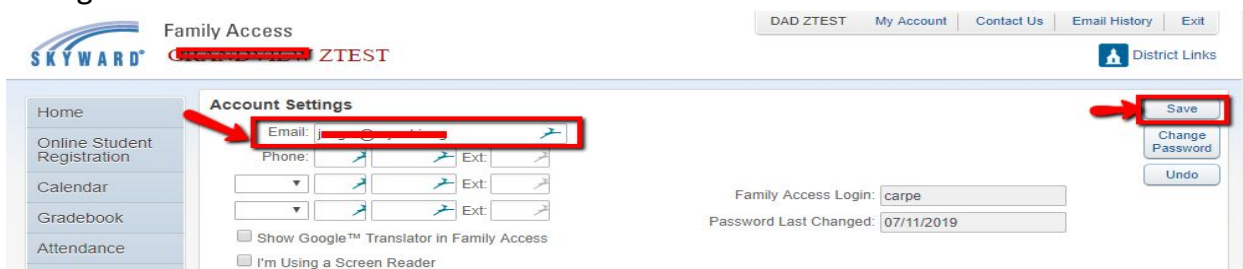 DAD ZTEST My Account Contact Us Email History Exit
Family Access
SKYWARD®
ZTEST
District Links
Home
Online Student
Registration
Calendar
Gradebook
Attendance
Account Settings
Email:
Phone: Ext:
Ext:
Ext:
Show Google™ Translator in Family Access
I'm Using a Screen Reader
Family Access Login: carpe
Password Last Changed: 07/11/2019
Save
Change
Password
Undo